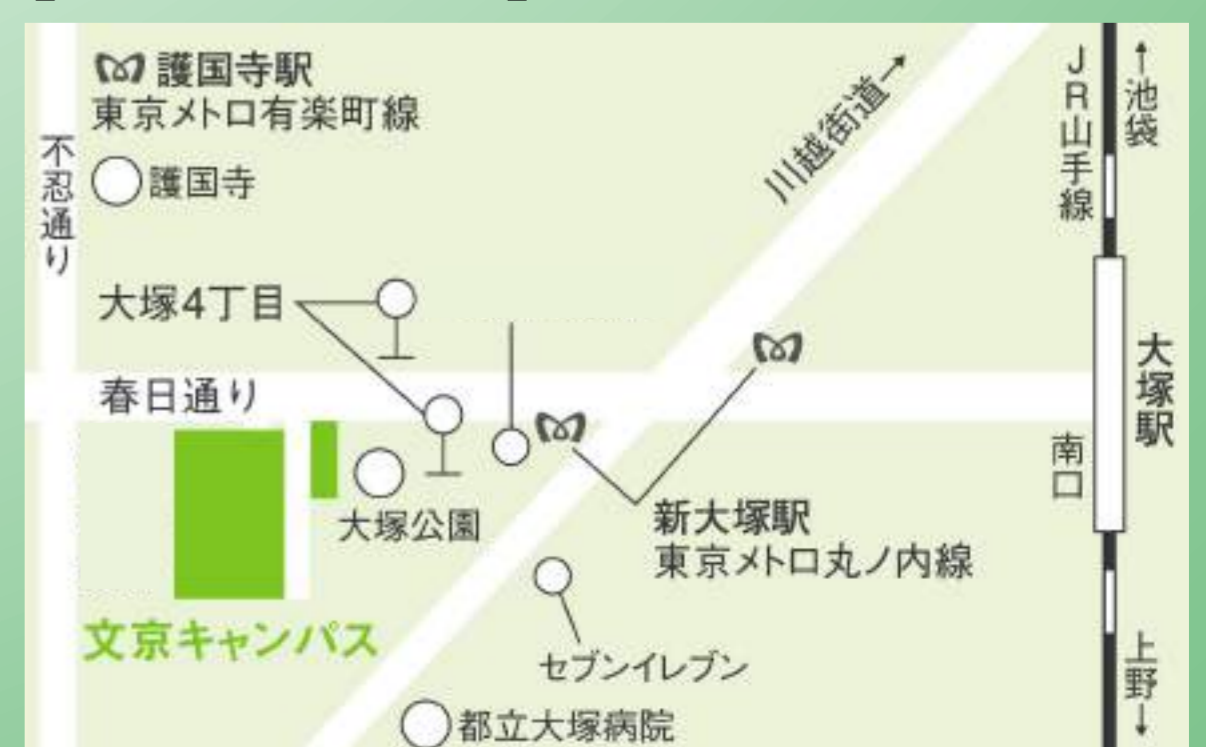 護国寺駅
東京メトロ有楽町線
護国寺
不忍通り
川越街道→
JR山手線
↑池袋
大塚4丁目
春日通り
大塚駅
南口
大塚公園
新大塚駅
東京メトロ丸ノ内線
文京キャンパス
セブンイレブン
上野↓
都立大塚病院